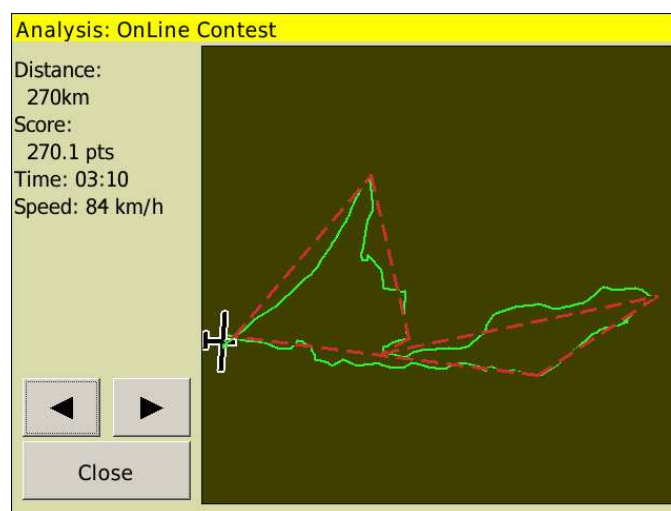 Analysis: OnLine Contest
Distance:
270km
Score:
270.1 pts
Time: 03:10
Speed: 84 km/h
Close